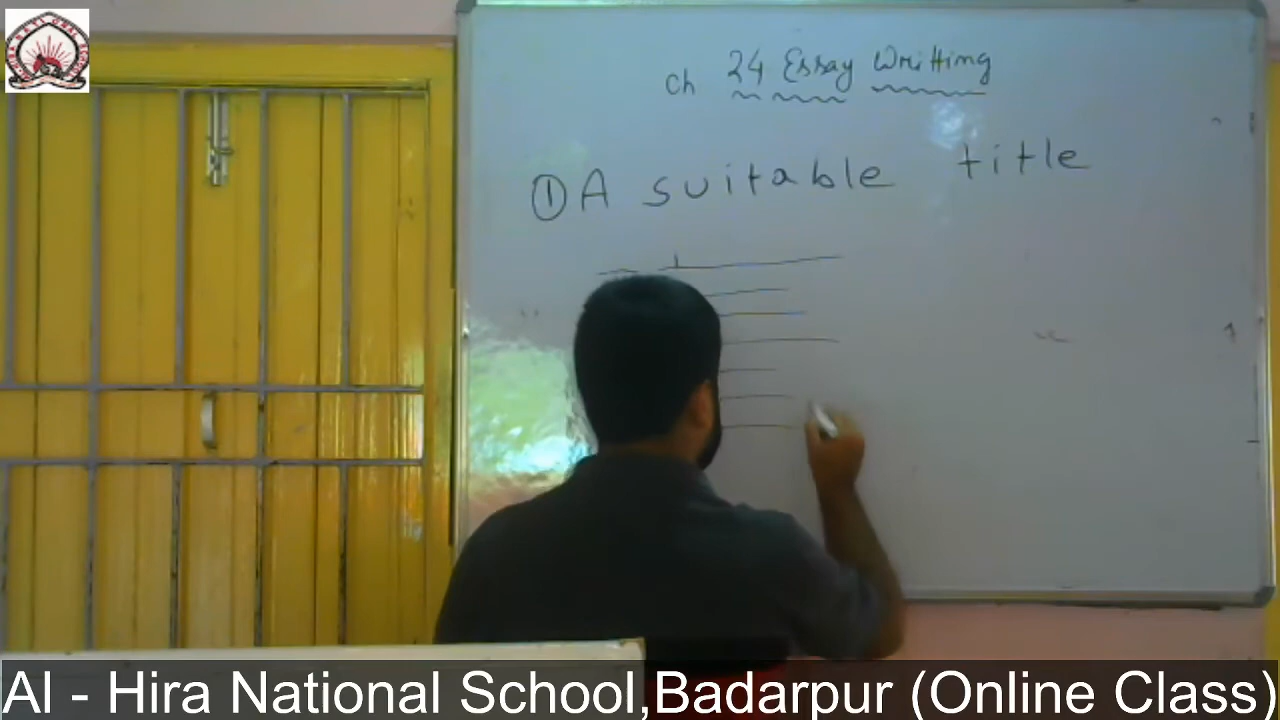 ch 24 Essay Writting
① A suitable title
Al - Hira National School,Badarpur (Online Class)